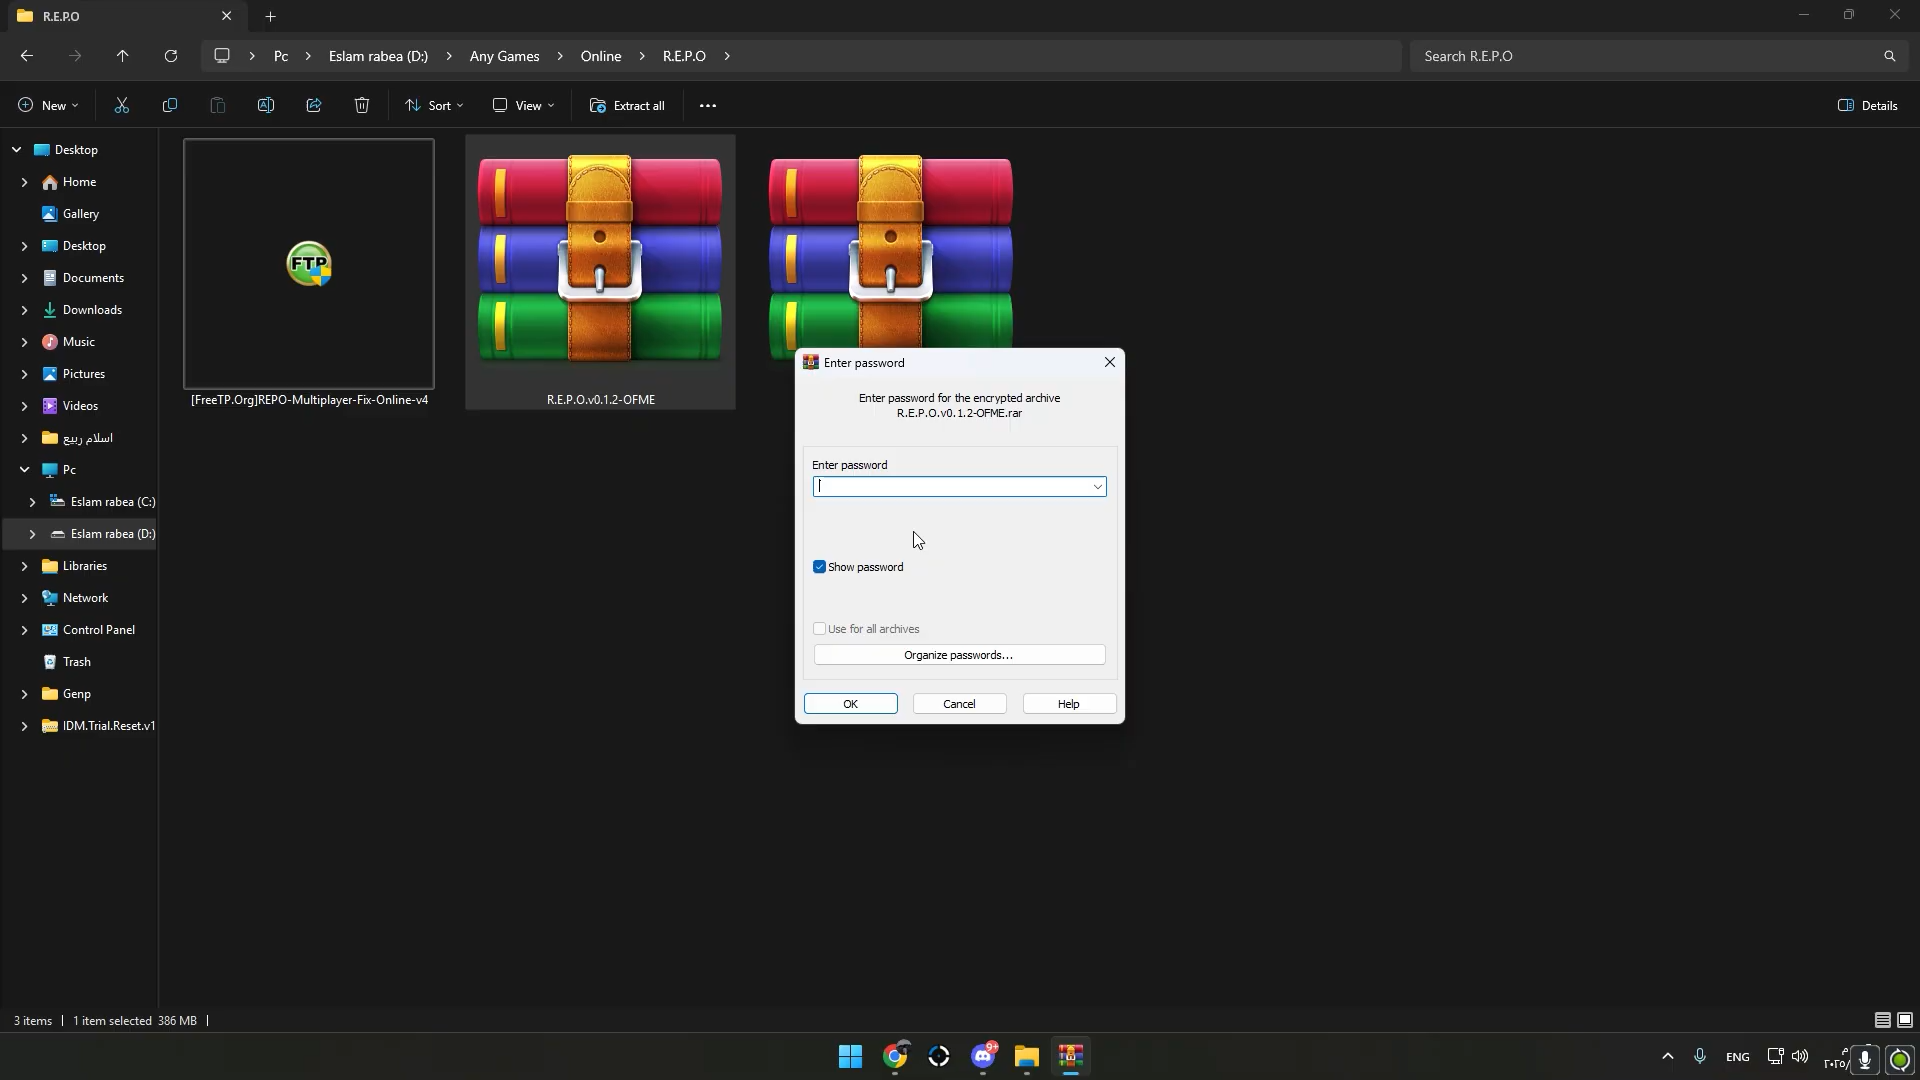 R.E.P.O
Pc
Eslam rabea (D:)
Any Games
Online
R.E.P.O
Search R.E.P.O
New
Sort
View
Extract all
Details
Desktop
Home
Gallery
Desktop
Documents
Downloads
Music
Pictures
Videos
اسلام ربيع
Pc
Eslam rabea (C:)
Eslam rabea (D:)
Libraries
Network
Control Panel
Trash
Genp
IDM.Trial.Reset.v1
FTP
[FreeTP.Org]REPO-Multiplayer-Fix-Online-v4
R.E.P.O.v0.1.2-OFME
Enter password
Enter password for the encrypted archive
R.E.P.O.v0.1.2-OFME.rar
Enter password
Show password
Use for all archives
Organize passwords...
OK
Cancel
Help
3 items
1 item selected 386 MB
9+
ENG